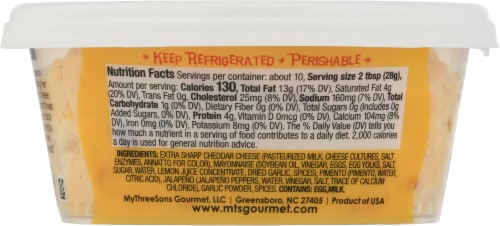 KEEP REFRIGERATED • PERISHABLE •
Nutrition Facts Servings per container: about 10, Serving size 2 tbsp (28g),
Amount per serving: Calories 130, Total Fat 13g (17% DV), Saturated Fat 4g
(20% DV), Trans Fat 0g, Cholesterol 25mg (8% DV), Sodium 160mg (7% DV), Total
Carbohydrate 1g (0% DV), Dietary Fiber 0g (0% DV), Total Sugars 0g (Includes 0g
Added Sugars, 0% DV), Protein 4g, Vitamin D 0mcg (0% DV), Calcium 104mg (8%
DV), Iron 0mg (0% DV), Potassium 8mg (0% DV). The % Daily Value (DV) tells you
how much a nutrient in a serving of food contributes to a daily diet. 2,000 calories
a day is used for general nutrition advice.
INGREDIENTS: EXTRA SHARP CHEDDAR CHEESE (PASTEURIZED MILK, CHEESE CULTURES, SALT,
ENZYMES, ANNATTO FOR COLOR), MAYONNAISE (SOYBEAN OIL, VINEGAR, EGGS, EGG YOLKS, SALT,
SUGAR, WATER, LEMON JUICE CONCENTRATE, DRIED GARLIC, SPICES), PIMENTO (PIMENTO, WATER,
CITRIC ACID), JALAPEÑO (JALAPEÑO PEPPERS, WATER, VINEGAR, SALT, TRACE OF CALCIUM
CHLORIDE), GARLIC POWDER, SPICES. CONTAINS: EGG, MILK.
MyThreeSons Gourmet, LLC | Greensboro, NC 27405 | Product of USA
www.mtsgourmet.com